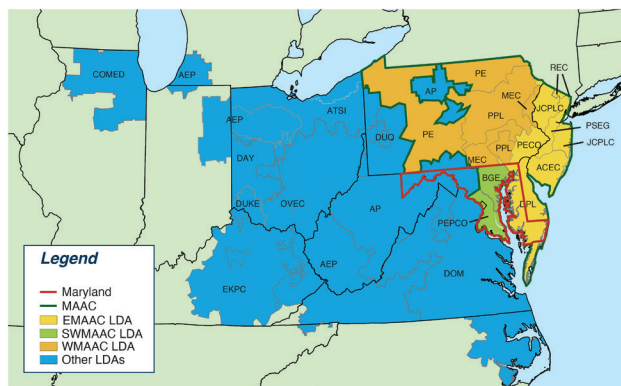 COMED
AEP
REC
PE
AP
MEC
JCPLC
ATSI
AEP
PPL
PSEG
DUQ
PE
JCPLC
PPL
PECO
DAY
MEC
ACEC
BGE
DUKE
OVEC
AP
DPL
PEPCO
AEP
DOM
EKPC
Legend
Maryland
MAAC
EMAAC LDA
SWMAAC LDA
WMAAC LDA
Other LDAs